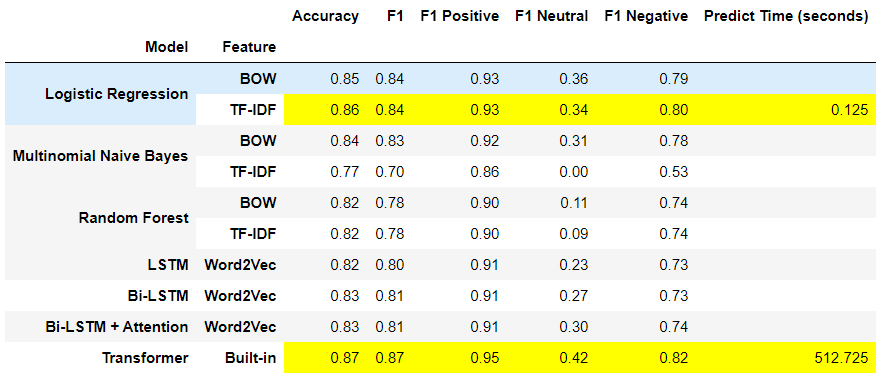 Accuracy F1 F1 Positive F1 Neutral F1 Negative Predict Time (seconds)
Model Feature
Logistic Regression BOW 0.85 0.84 0.93 0.36 0.79
TF-IDF 0.86 0.84 0.93 0.34 0.80 0.125
Multinomial Naive Bayes BOW 0.84 0.83 0.92 0.31 0.78
TF-IDF 0.77 0.70 0.86 0.00 0.53
Random Forest BOW 0.82 0.78 0.90 0.11 0.74
TF-IDF 0.82 0.78 0.90 0.09 0.74
LSTM Word2Vec 0.82 0.80 0.91 0.23 0.73
Bi-LSTM Word2Vec 0.83 0.81 0.91 0.27 0.73
Bi-LSTM + Attention Word2Vec 0.83 0.81 0.91 0.30 0.74
Transformer Built-in 0.87 0.87 0.95 0.42 0.82 512.725